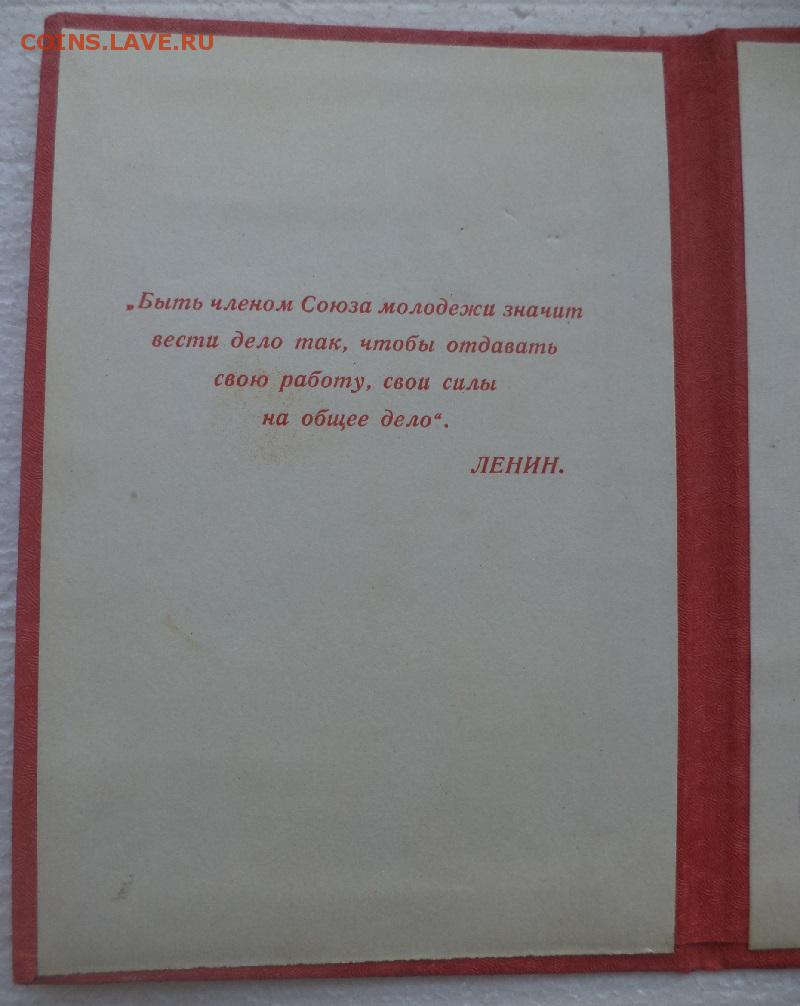 COINS.LAVE.RU
„Быть членом Союза молодежи значит
вести дело так, чтобы отдавать
свою работу, свои силы
на общее дело“.
ЛЕНИН.